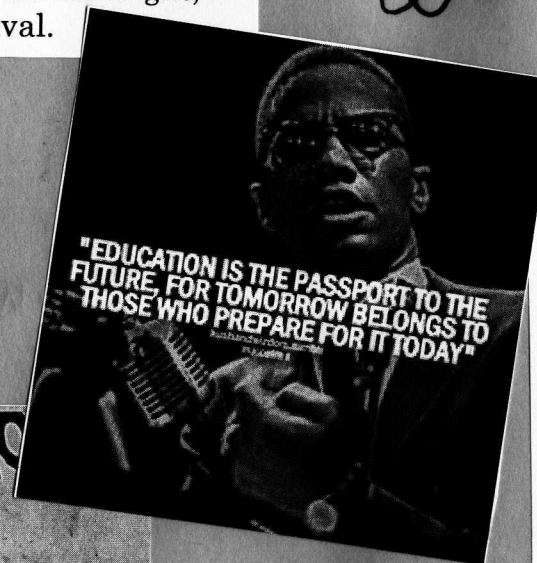 val.
"EDUCATION IS THE PASSPORT TO THE
FUTURE, FOR TOMORROW BELONGS TO
THOSE WHO PREPARE FOR IT TODAY"